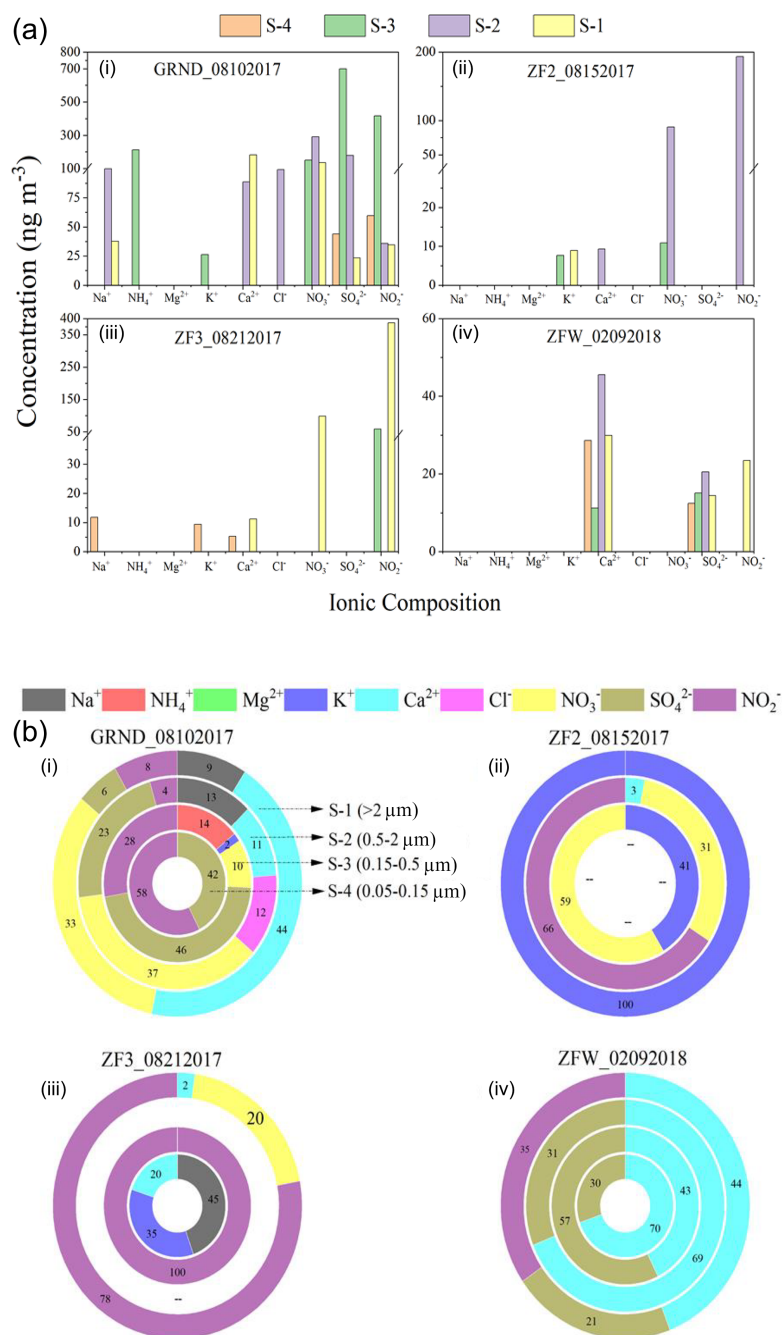 (a)
S-4 S-3 S-2 S-1
Concentration (ng m⁻³)
(i) GRND_08102017
800
700
500
300
100
75
50
25
0
Na⁺ NH₄⁺ Mg²⁺ K⁺ Ca²⁺ Cl⁻ NO₃⁻ SO₄²⁻ NO₂⁻
(ii) ZF2_08152017
200
100
50
20
10
0
Na⁺ NH₄⁺ Mg²⁺ K⁺ Ca²⁺ Cl⁻ NO₃⁻ SO₄²⁻ NO₂⁻
(iii) ZF3_08212017
400
350
250
150
50
30
20
10
0
Na⁺ NH₄⁺ Mg²⁺ K⁺ Ca²⁺ Cl⁻ NO₃⁻ SO₄²⁻ NO₂⁻
(iv) ZFW_02092018
60
40
20
0
Na⁺ NH₄⁺ Mg²⁺ K⁺ Ca²⁺ Cl⁻ NO₃⁻ SO₄²⁻ NO₂⁻
Ionic Composition
Na⁺ NH₄⁺ Mg²⁺ K⁺ Ca²⁺ Cl⁻ NO₃⁻ SO₄²⁻ NO₂⁻
(b)
GRND_08102017
(i)
8 9
6 4 13
23 28 14 2 11
58 42 10
12
33 37 46 44
S-1 (>2 μm)
S-2 (0.5-2 μm)
S-3 (0.15-0.5 μm)
S-4 (0.05-0.15 μm)
ZF2_08152017
(ii)
3
-- 41 31
-- --
66 59
--
100
ZF3_08212017
(iii)
2
20
20 45
35
100
78 --
ZFW_02092018
(iv)
35 31 30 43 44
57 70
69
21